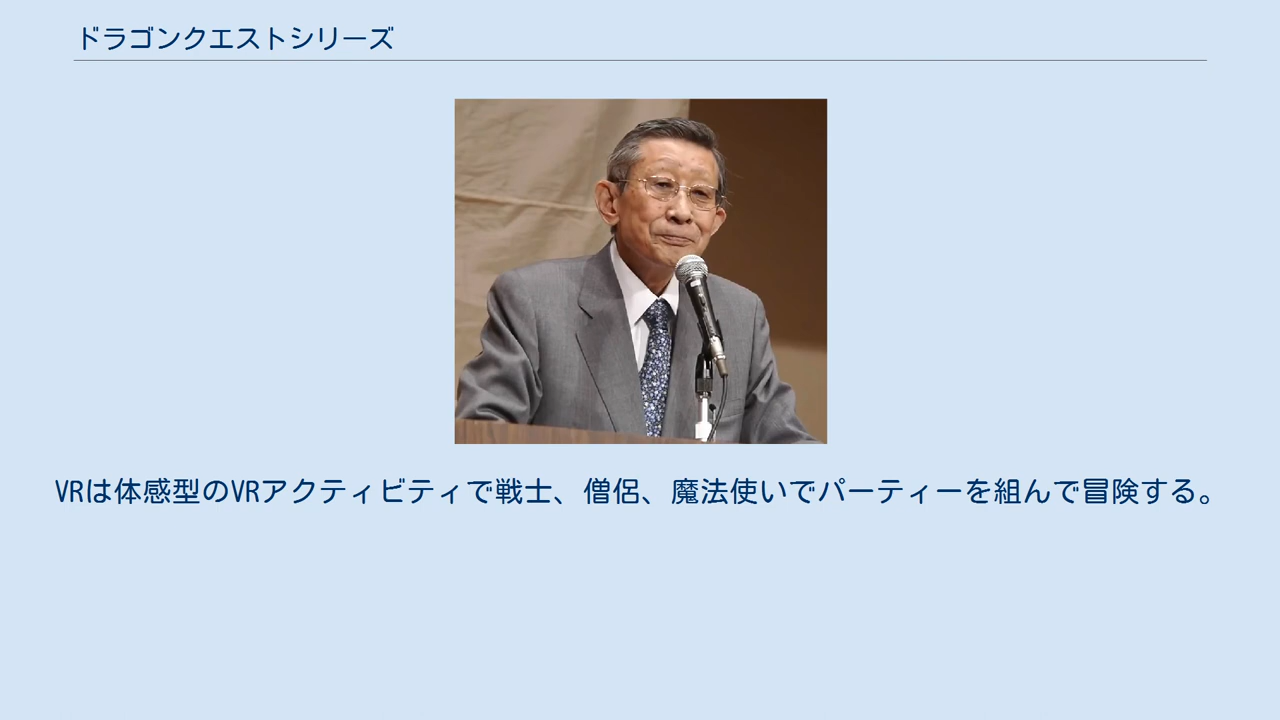 ドラゴンクエストシリーズ
VRは体感型のVRアクティビティで戦士、僧侶、魔法使いでパーティーを組んで冒険する。